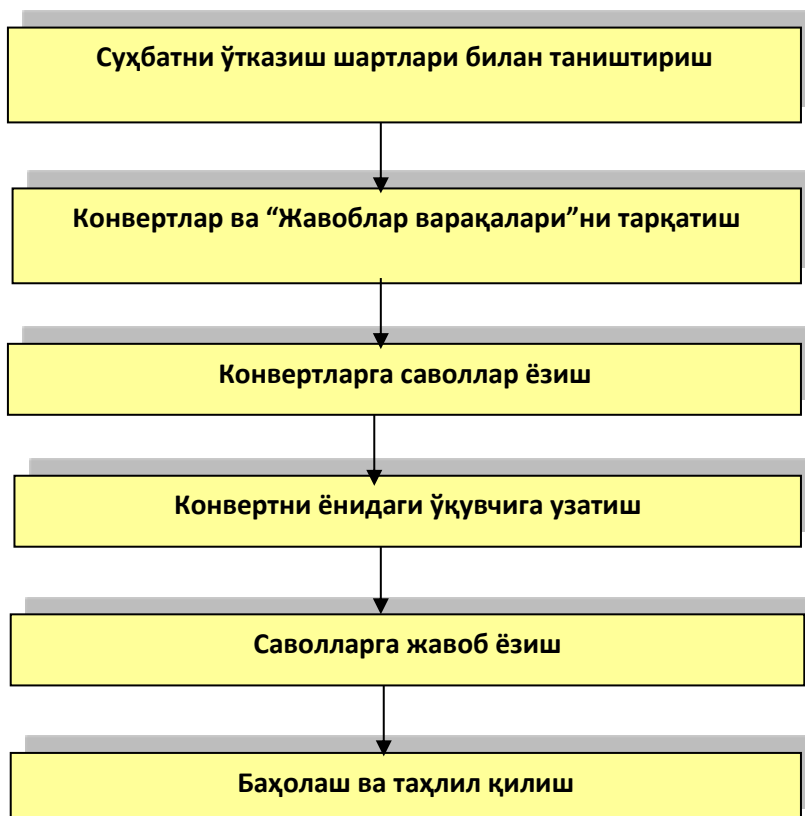 Суҳбатни ўтказиш шартлари билан таништириш
Конвертлар ва “Жавоблар варақалари”ни тарқатиш
Конвертларга саволлар ёзиш
Конвертни ёнидаги ўқувчига узатиш
Саволларга жавоб ёзиш
Баҳолаш ва таҳлил қилиш